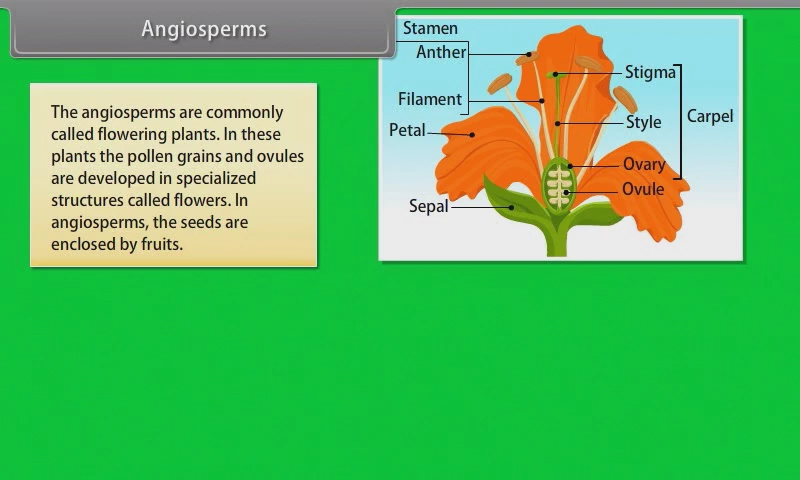 Angiosperms
The angiosperms are commonly
called flowering plants. In these
plants the pollen grains and ovules
are developed in specialized
structures called flowers. In
angiosperms, the seeds are
enclosed by fruits.
Stamen
Anther
Filament
Petal
Sepal
Stigma
Style
Carpel
Ovary
Ovule